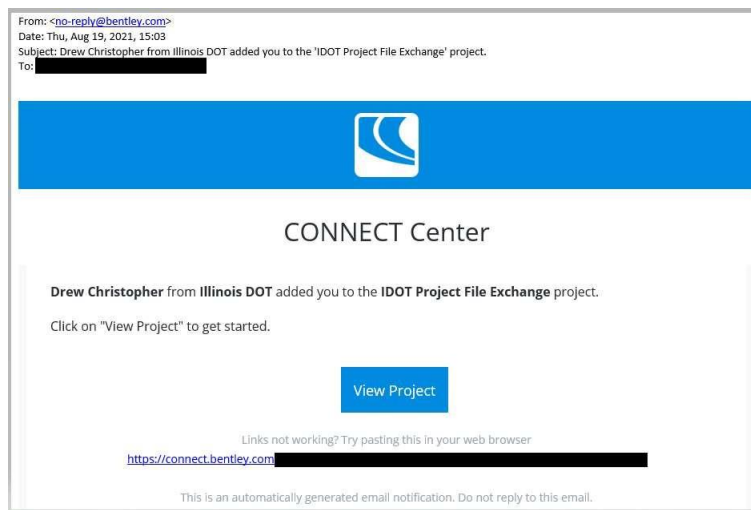 From: <no-reply@bentley.com>
Date: Thu, Aug 19, 2021, 15:03
Subject: Drew Christopher from Illinois DOT added you to the 'IDOT Project File Exchange' project.
To:
CONNECT Center
Drew Christopher from Illinois DOT added you to the IDOT Project File Exchange project.
Click on "View Project" to get started.
View Project
Links not working? Try pasting this in your web browser
https://connect.bentley.com
This is an automatically generated email notification. Do not reply to this email.